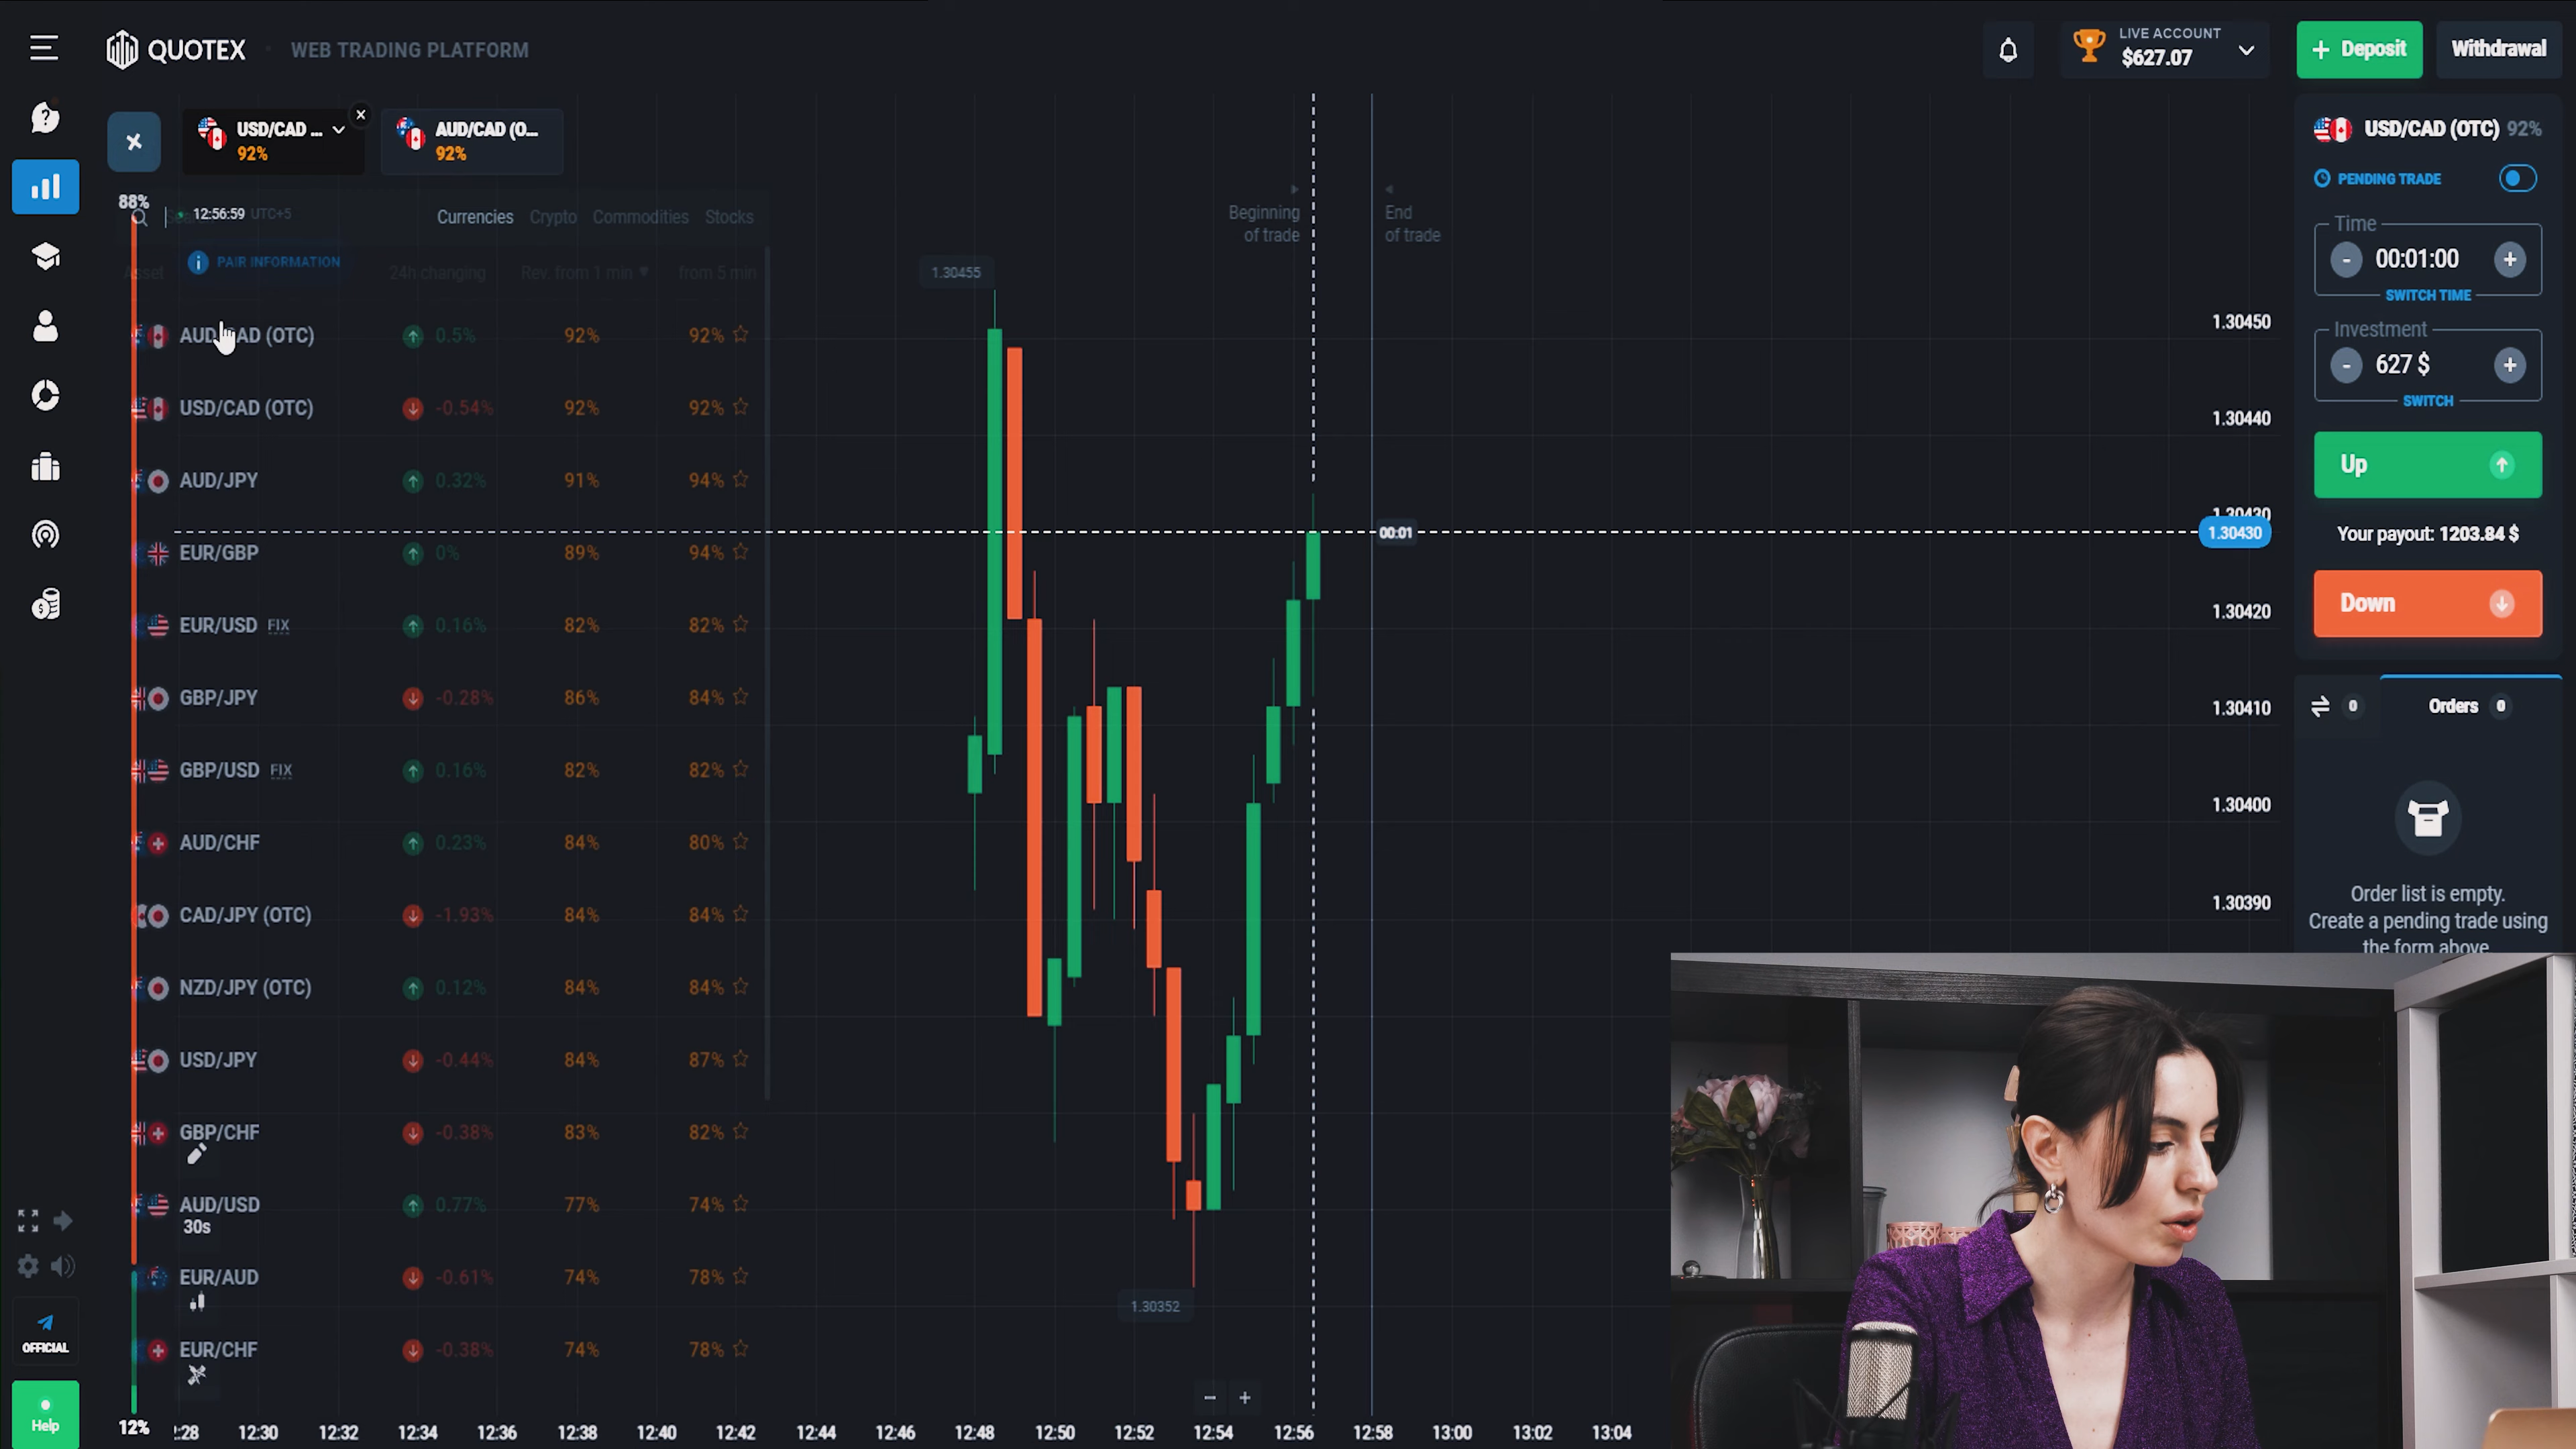 QUOTEX
WEB TRADING PLATFORM
LIVE ACCOUNT
$627.07
+ Deposit
Withdrawal
USD/CAD ...
92%
AUD/CAD (O...
92%
88%
12:56:59 UTC+5
Currencies Crypto Commodities Stocks
PAIR INFORMATION
Asset 24h changing Rev. from 1 min from 5 min
AUD/CAD (OTC) 0.5% 92% 92%
USD/CAD (OTC) -0.54% 92% 92%
AUD/JPY 0.32% 91% 94%
EUR/GBP 0% 89% 94%
EUR/USD FIX 0.16% 82% 82%
GBP/JPY -0.28% 86% 84%
GBP/USD FIX 0.16% 82% 82%
AUD/CHF 0.23% 84% 80%
CAD/JPY (OTC) -1.93% 84% 84%
NZD/JPY (OTC) 0.12% 84% 84%
USD/JPY -0.44% 84% 87%
GBP/CHF -0.38% 83% 82%
AUD/USD 0.77% 77% 74%
30s
EUR/AUD -0.61% 74% 78%
EUR/CHF -0.38% 74% 78%
OFFICIAL
Help
12%
Beginning
of trade
End
of trade
1.30455
00:01
1.30352
1.30450
1.30440
1.30430
1.30430
1.30420
1.30410
1.30400
1.30390
- +
:28 12:30 12:32 12:34 12:36 12:38 12:40 12:42 12:44 12:46 12:48 12:50 12:52 12:54 12:56 12:58 13:00 13:02 13:04
USD/CAD (OTC) 92%
PENDING TRADE
Time
- 00:01:00 +
SWITCH TIME
Investment
- 627 $ +
SWITCH
Up
Your payout: 1203.84 $
Down
0
Orders 0
Order list is empty.
Create a pending trade using
the form above